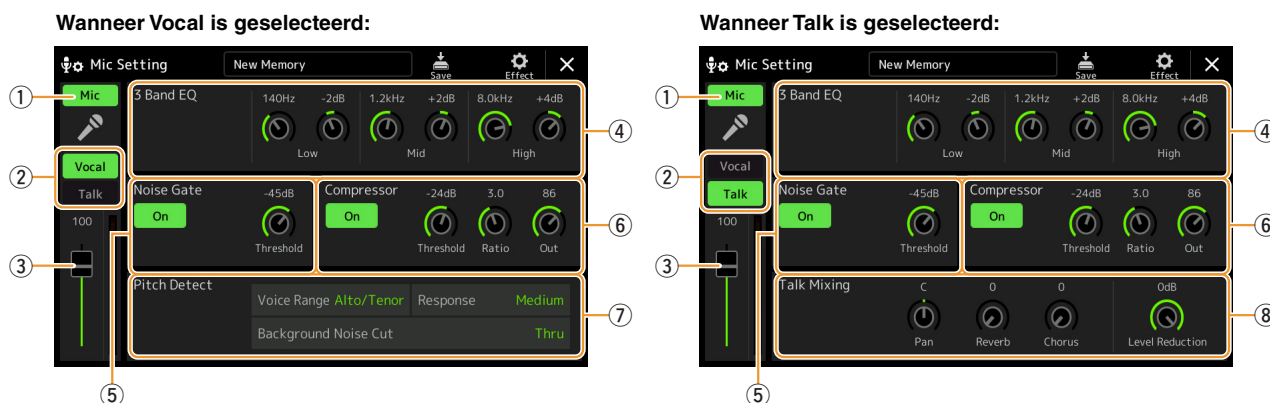 Wanneer Vocal is geselecteerd:
Mic Setting
New Memory
Save
Effect
Mic
Vocal
Talk
100
3 Band EQ
140Hz -2dB 1.2kHz +2dB 8.0kHz +4dB
Low Mid High
Noise Gate
On
-45dB
Threshold
Compressor
On
-24dB 3.0 86
Threshold Ratio Out
Pitch Detect
Voice Range Alto/Tenor
Response Medium
Background Noise Cut Thru
①
②
③
④
⑤
⑥
⑦
Wanneer Talk is geselecteerd:
Mic Setting
New Memory
Save
Effect
Mic
Vocal
Talk
100
3 Band EQ
140Hz -2dB 1.2kHz +2dB 8.0kHz +4dB
Low Mid High
Noise Gate
On
-45dB
Threshold
Compressor
On
-24dB 3.0 86
Threshold Ratio Out
Talk Mixing
C 0 0 0dB
Pan Reverb Chorus Level Reduction
①
②
③
④
⑤
⑥
⑧